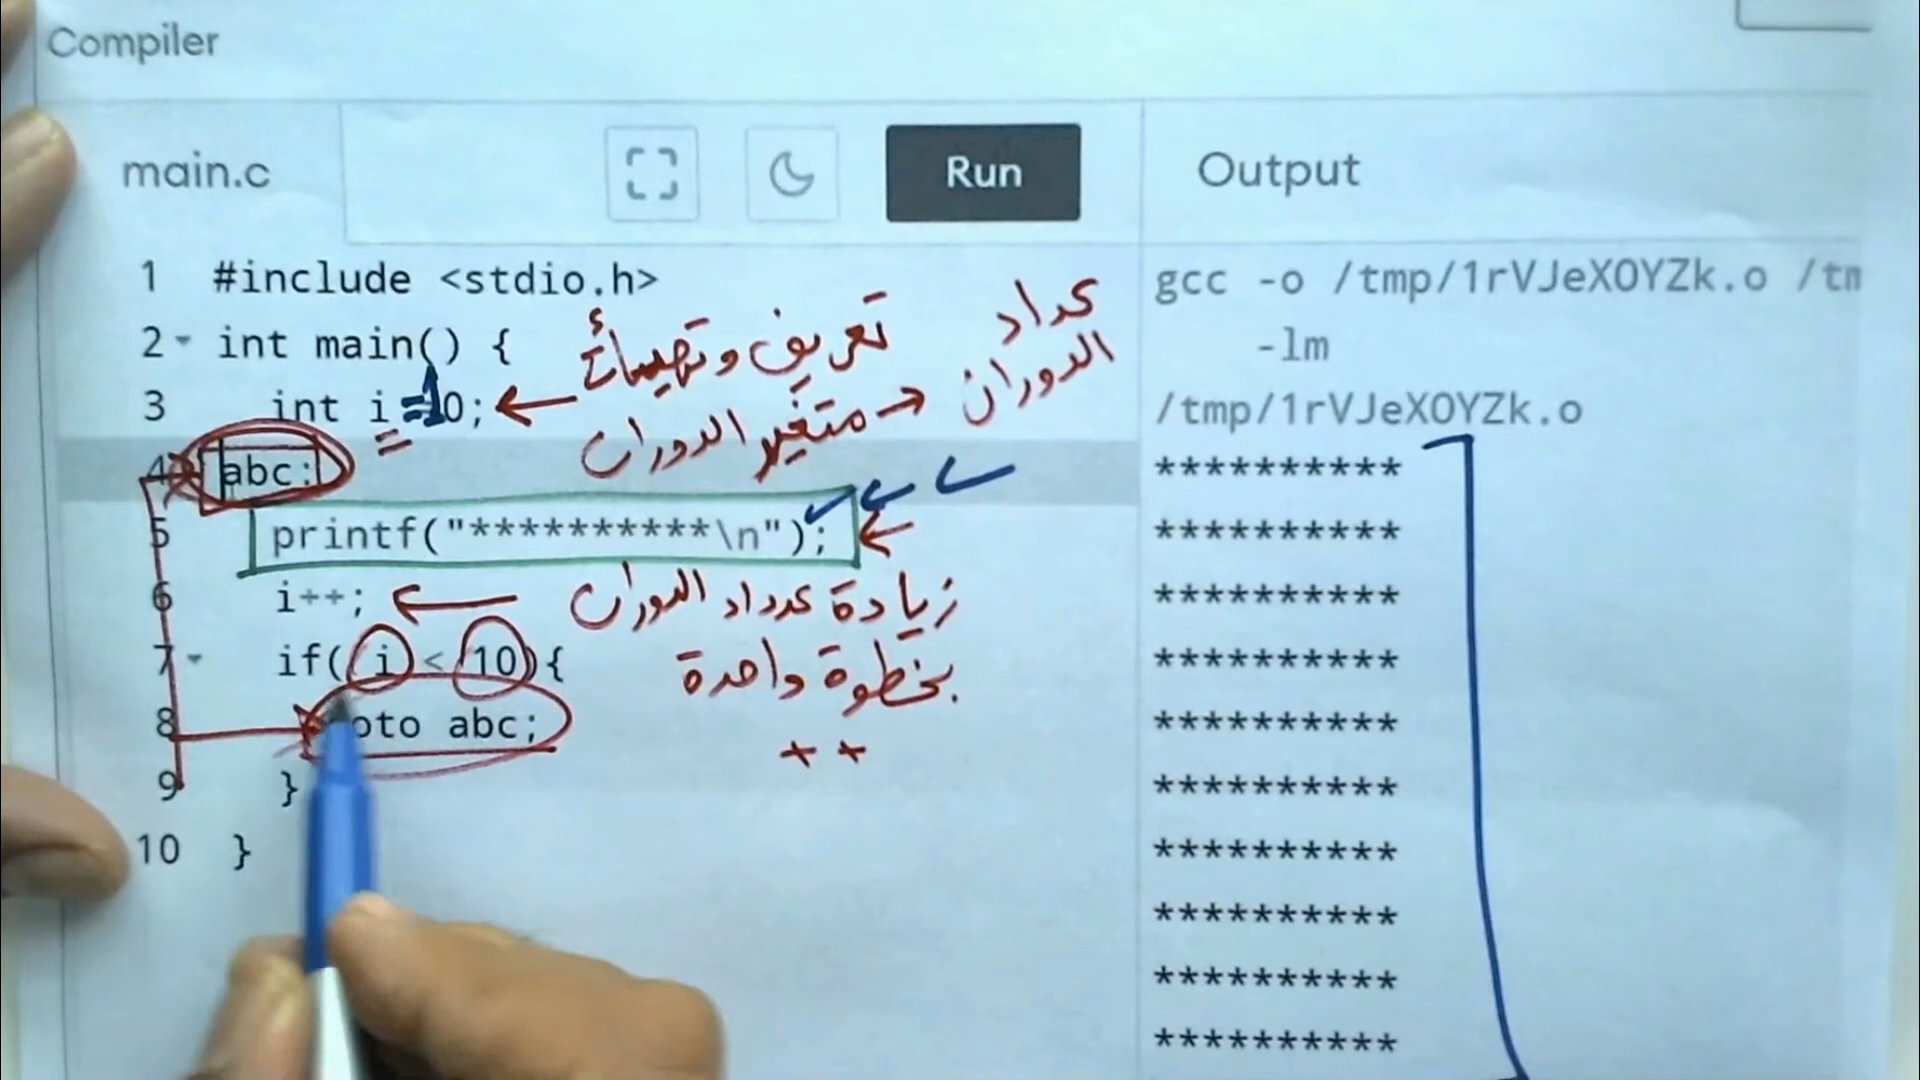 Compiler
main.c
Run
Output
1 #include <stdio.h>
2 int main() {
3 int i =10;
4 abc:
5 printf("**********\n");
6 i++;
7 if( i < 10){
8 goto abc;
9 }
10 }
تعريف وتهيئة
متغير الدوران
عداد
الدوران
زيادة عداد الدوران
بخطوة واحدة
++
gcc -o /tmp/1rVJeXOYZk.o /tm
-lm
/tmp/1rVJeXOYZk.o
**********
**********
**********
**********
**********
**********
**********
**********
**********
**********